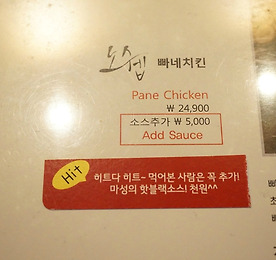 도쉐 빠네치킨
Pane Chicken
₩ 24,900
소스추가 ₩ 5,000
Add Sauce
Hit
히트다 히트~ 먹어본 사람은 꼭 추가!
마성의 핫블랙소스! 천원^^